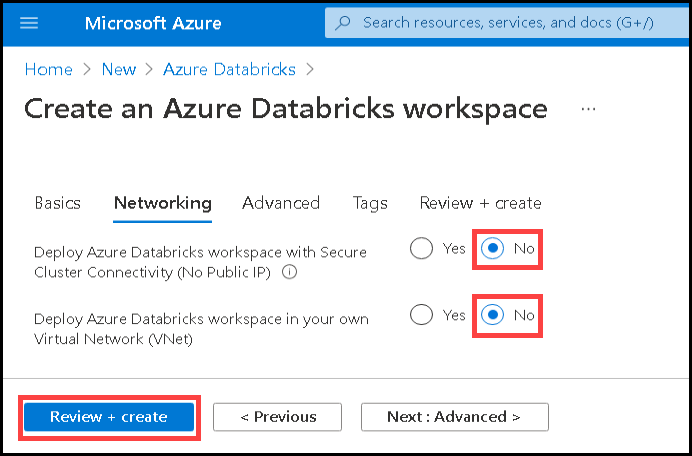 Microsoft Azure
Search resources, services, and docs (G+/)
Home > New > Azure Databricks >
Create an Azure Databricks workspace ...
Basics Networking Advanced Tags Review + create
Deploy Azure Databricks workspace with Secure
Cluster Connectivity (No Public IP)
Yes No
Deploy Azure Databricks workspace in your own
Virtual Network (VNet)
Yes No
Review + create
< Previous
Next : Advanced >